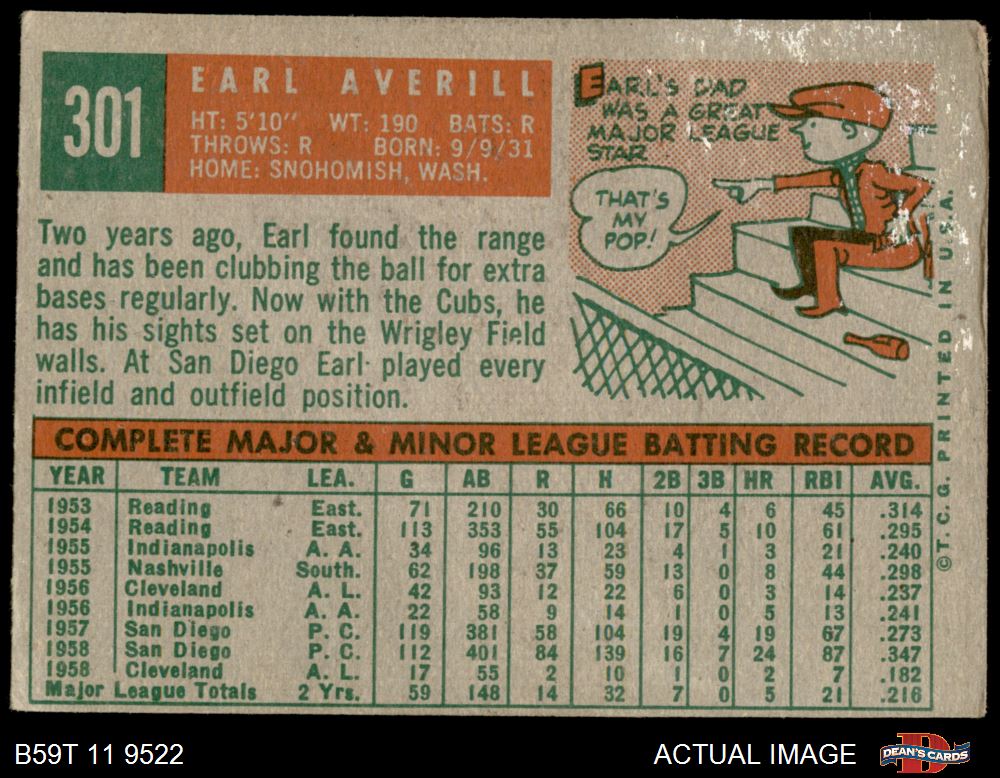 301
EARL AVERILL
HT: 5'10" WT: 190 BATS: R
THROWS: R BORN: 9/9/31
HOME: SNOHOMISH, WASH.
EARL'S DAD
WAS A GREAT
MAJOR LEAGUE
STAR
THAT'S
MY
POP!
Two years ago, Earl found the range
and has been clubbing the ball for extra
bases regularly. Now with the Cubs, he
has his sights set on the Wrigley Field
walls. At San Diego Earl played every
infield and outfield position.
COMPLETE MAJOR & MINOR LEAGUE BATTING RECORD
YEAR TEAM LEA. G AB R H 2B 3B HR RBI AVG.
1953 Reading East. 71 210 30 66 10 4 6 45 .314
1954 Reading East. 113 353 55 104 17 5 10 61 .295
1955 Indianapolis A. A. 34 96 13 23 4 1 3 21 .240
1955 Nashville South. 62 198 37 59 13 0 8 44 .298
1956 Cleveland A. L. 42 93 12 22 6 0 3 14 .237
1956 Indianapolis A. A. 22 58 9 14 1 0 5 13 .241
1957 San Diego P. C. 119 381 58 104 19 4 19 67 .273
1958 San Diego P. C. 112 401 84 139 16 7 24 87 .347
1958 Cleveland A. L. 17 55 2 10 1 0 2 7 .182
Major League Totals 2 Yrs. 59 148 14 32 7 0 5 21 .216
© T. C. G. PRINTED IN U.S.A.
B59T 11 9522
ACTUAL IMAGE
DEAN'S CARDS